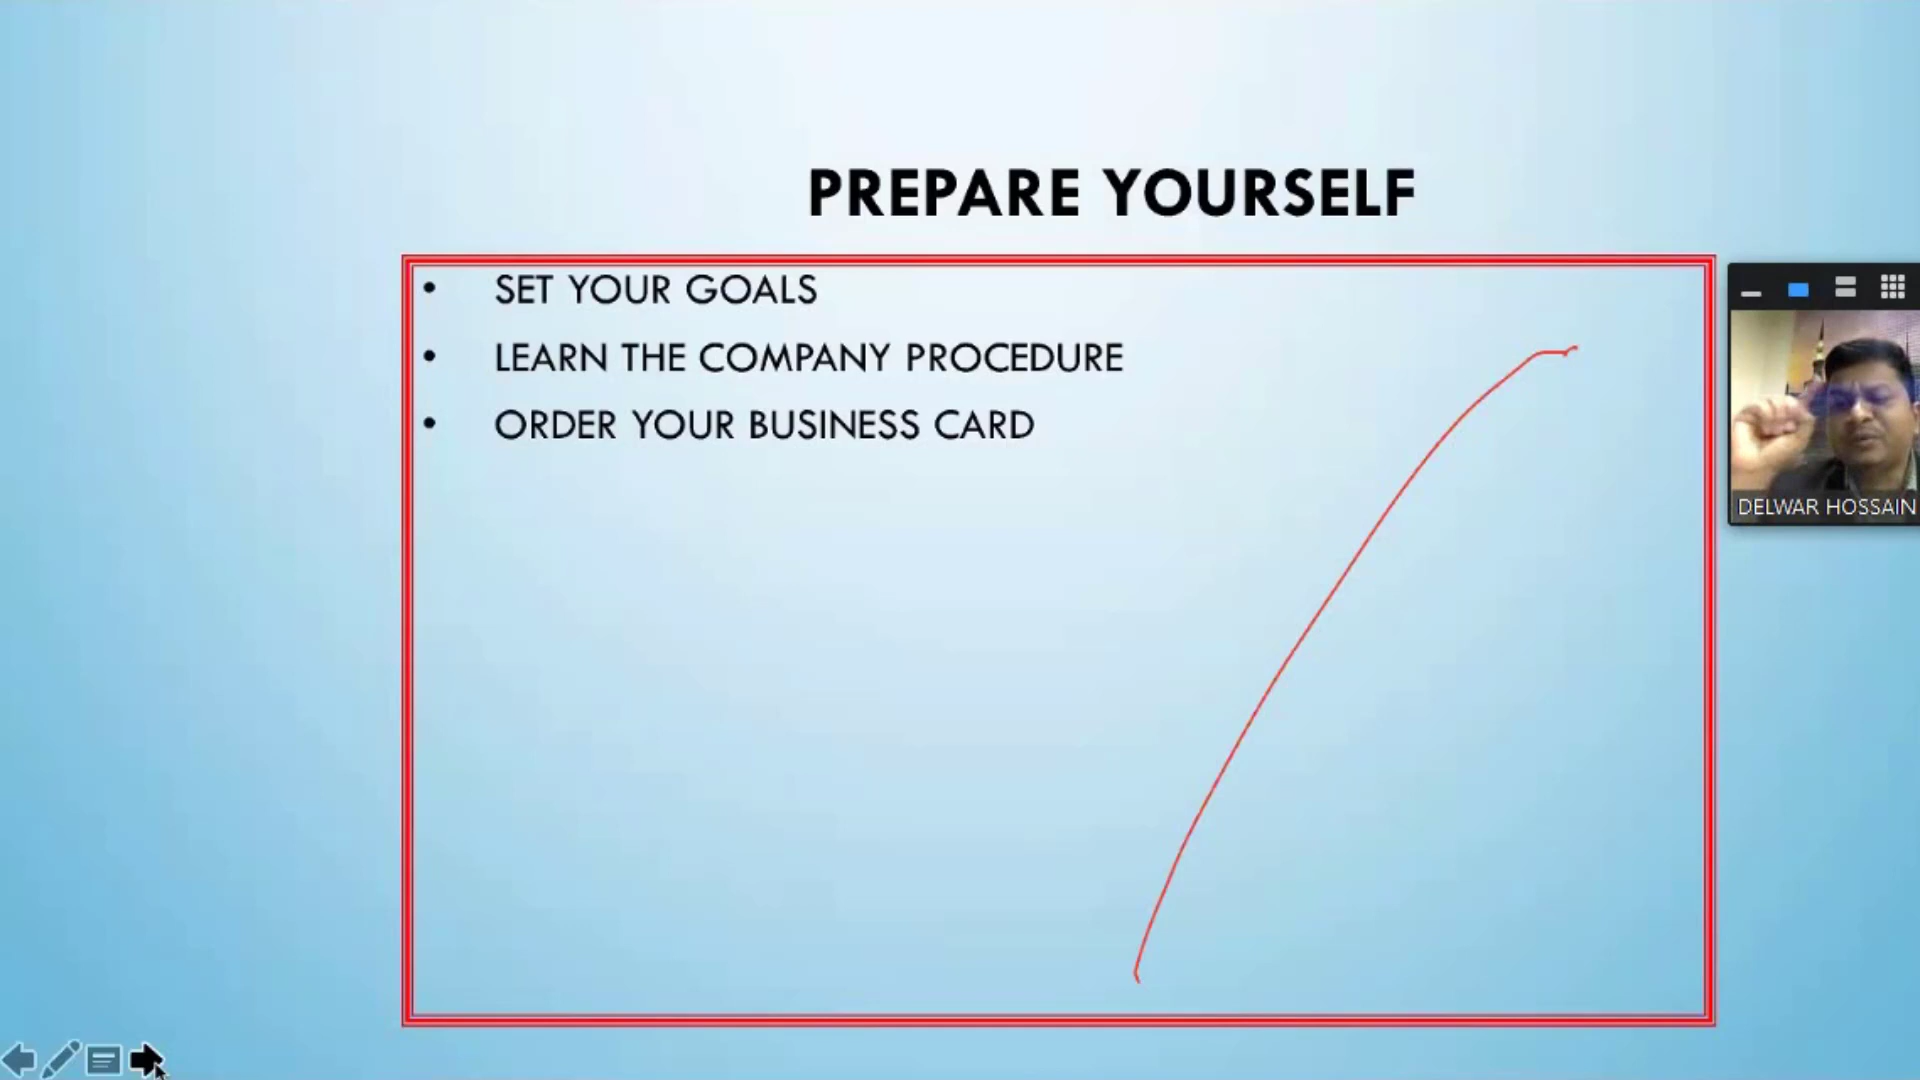 PREPARE YOURSELF
• SET YOUR GOALS
• LEARN THE COMPANY PROCEDURE
• ORDER YOUR BUSINESS CARD
DELWAR HOSSAIN